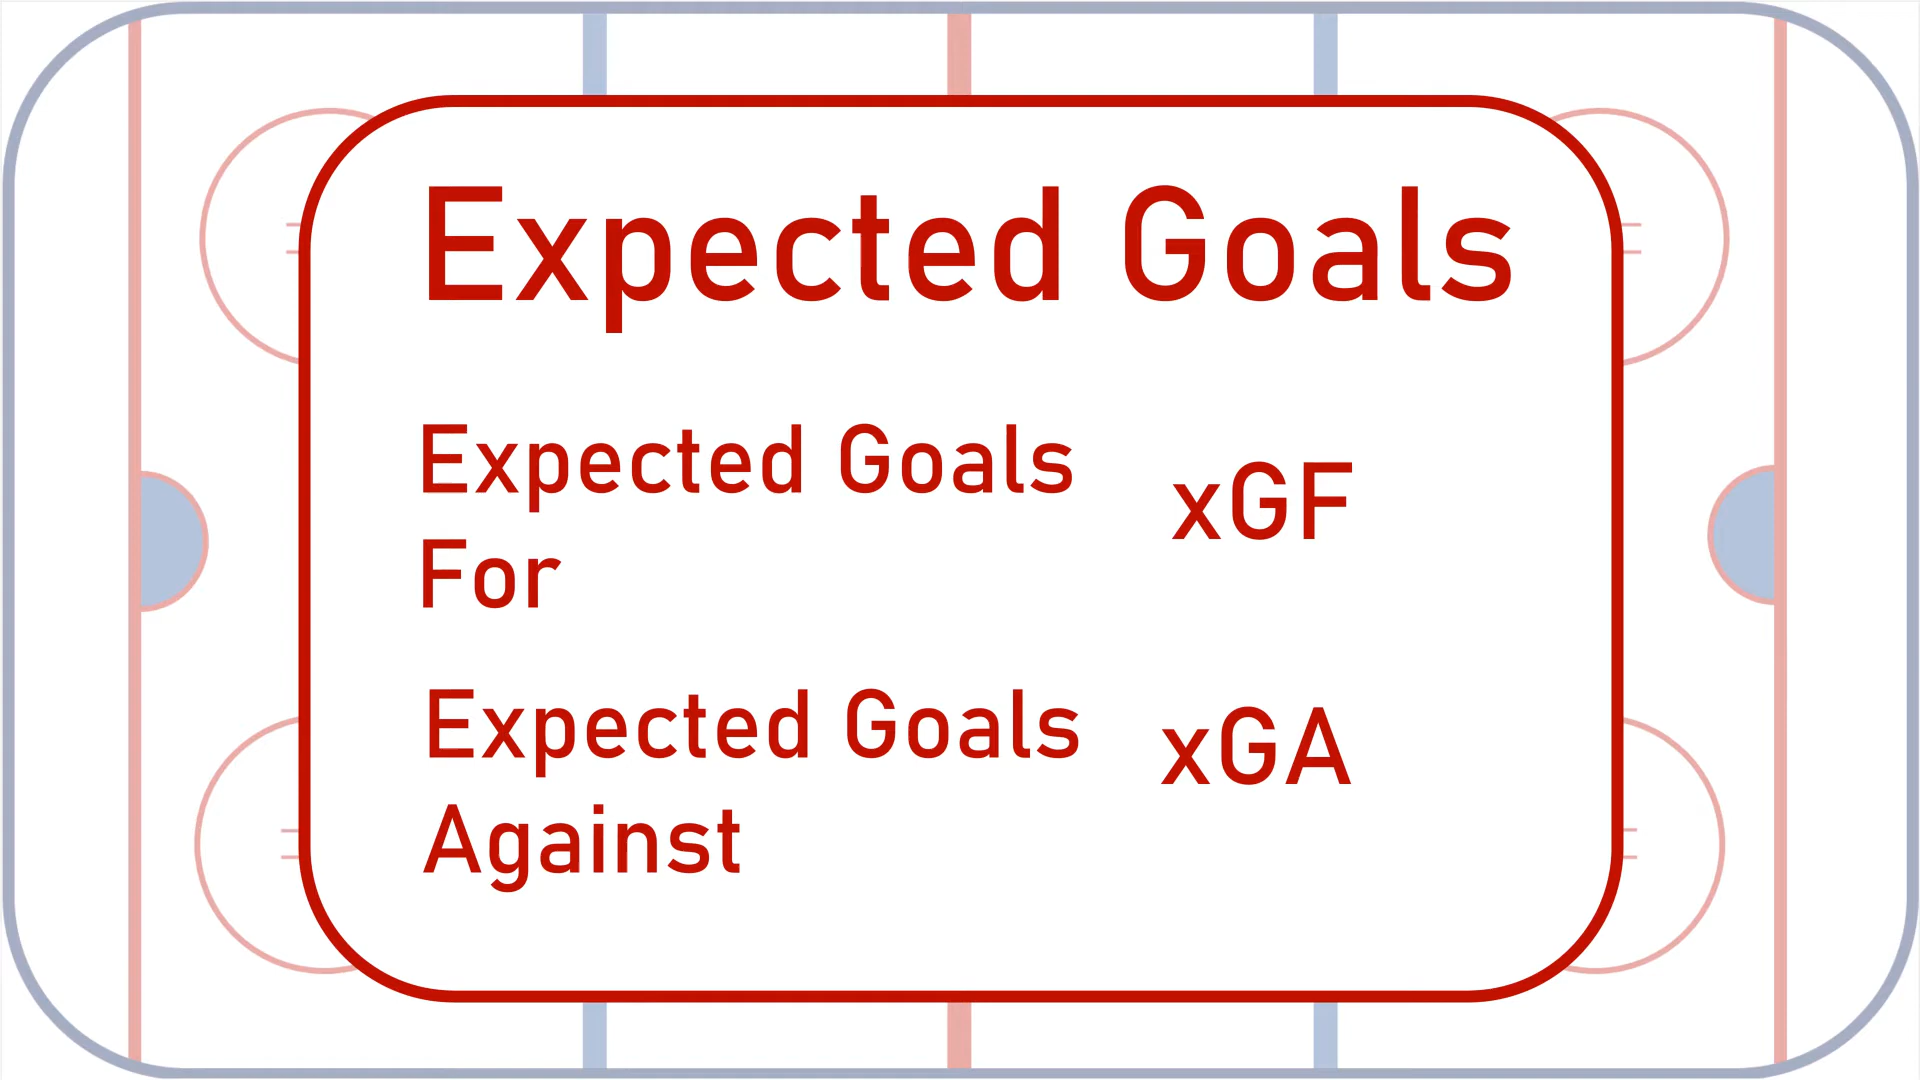 Expected Goals
Expected Goals
For
xGF
Expected Goals
Against
xGA